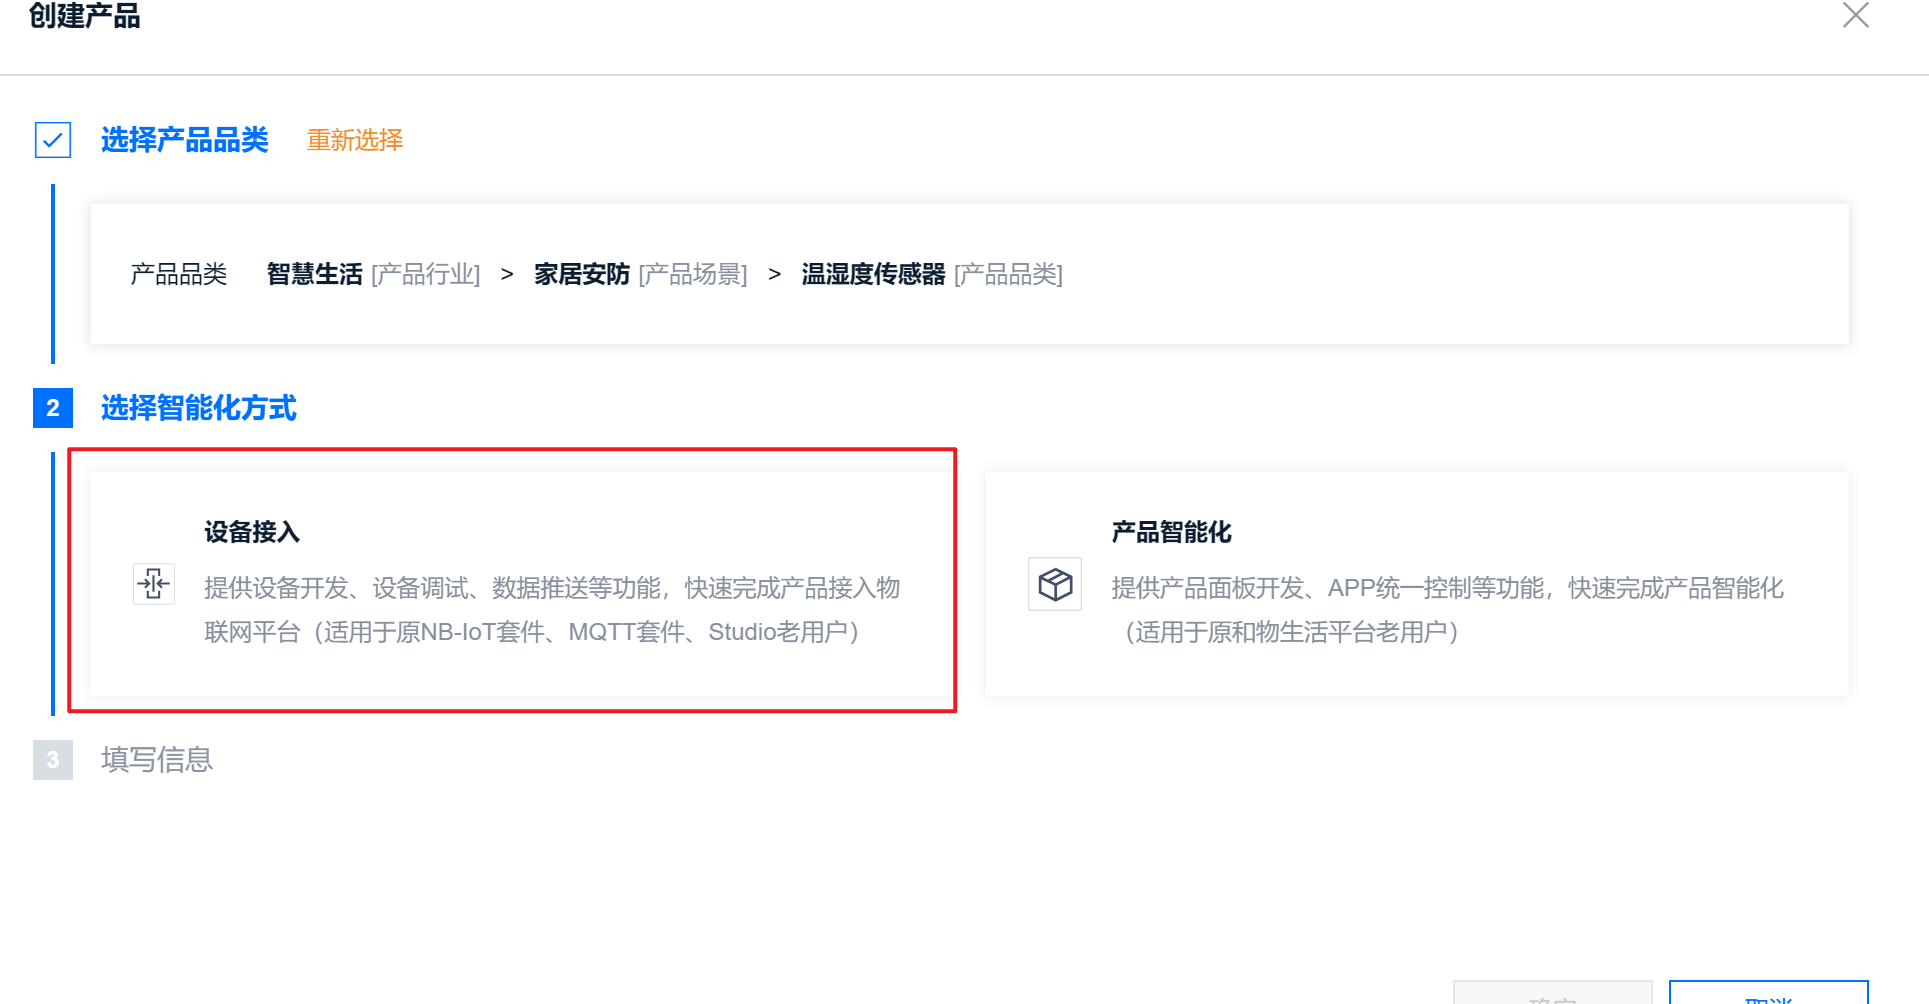 创建产品
选择产品品类 重新选择
产品品类 智慧生活 [产品行业] > 家居安防 [产品场景] > 温湿度传感器 [产品品类]
2 选择智能化方式
设备接入
提供设备开发、设备调试、数据推送等功能，快速完成产品接入物
联网平台（适用于原NB-IoT套件、MQTT套件、Studio老用户）
产品智能化
提供产品面板开发、APP统一控制等功能，快速完成产品智能化
（适用于原和物生活平台老用户）
3 填写信息
确定 取消